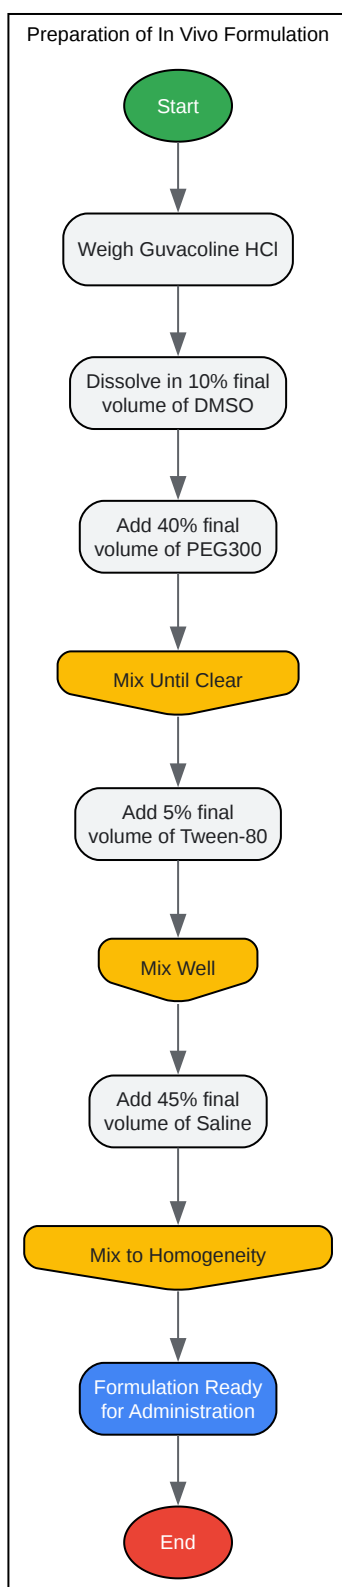 Preparation of In Vivo Formulation
Start
Weigh Guvacoline HCl
Dissolve in 10% final
volume of DMSO
Add 40% final
volume of PEG300
Mix Until Clear
Add 5% final
volume of Tween-80
Mix Well
Add 45% final
volume of Saline
Mix to Homogeneity
Formulation Ready
for Administration
End